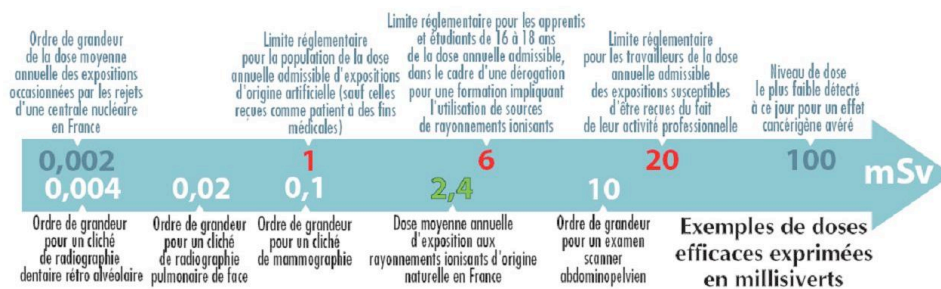 Ordre de grandeur
de la dose moyenne
annuelle des expositions
occasionnées par les rejets
d'une centrale nucléaire
en France
Limite réglementaire
pour la population de la dose
annuelle admissible d'expositions
d'origine artificielle (sauf celles
reçues comme patient à des fins
médicales)
Limite réglementaire pour les apprentis
et étudiants de 16 à 18 ans
de la dose annuelle admissible,
dans le cadre d'une dérogation
pour une formation impliquant
l'utilisation de sources
de rayonnements ionisants
Limite réglementaire
pour les travailleurs de la dose
annuelle admissible
des expositions susceptibles
d'être reçues du fait
de leur activité professionnelle
Niveau de dose
le plus faible détecté
à ce jour pour un effet
cancérigène avéré
0,002
1
6
20
100
mSv
0,004
0,02
0,1
2,4
10
Ordre de grandeur
pour un cliché
de radiographie
dentaire rétro alvéolaire
Ordre de grandeur
pour un cliché
de radiographie
pulmonaire de face
Ordre de grandeur
pour un cliché
de mammographie
Dose moyenne annuelle
d'exposition aux
rayonnements ionisants d'origine
naturelle en France
Ordre de grandeur
pour un examen
scanner
abdominopelvien
Exemples de doses
efficaces exprimées
en millisiverts